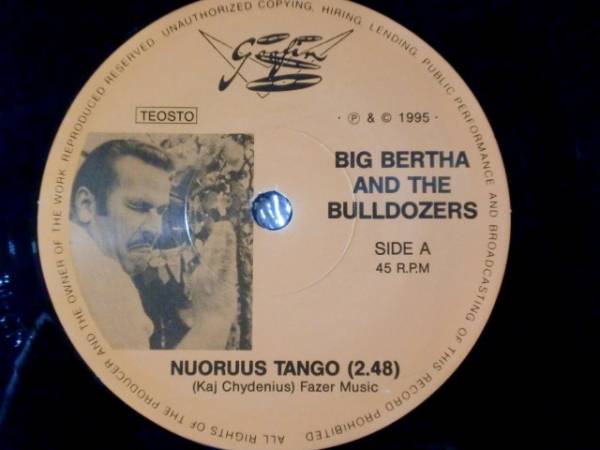 ALL RIGHTS OF THE PRODUCER AND THE OWNER OF THE WORK REPRODUCED RESERVED. UNAUTHORIZED COPYING, HIRING, LENDING, PUBLIC PERFORMANCE AND BROADCASTING OF THIS RECORD PROHIBITED
Goofin
TEOSTO
· ℗ & © 1995 ·
BIG BERTHA
AND THE
BULLDOZERS
SIDE A
45 R.P.M
NUORUUS TANGO (2.48)
(Kaj Chydenius) Fazer Music